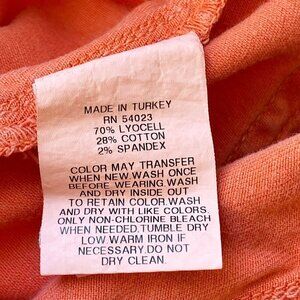 MADE IN TURKEY
RN 54023
70% LYOCELL
28% COTTON
2% SPANDEX
COLOR MAY TRANSFER
WHEN NEW.WASH ONCE
BEFORE WEARING.WASH
AND DRY INSIDE OUT
TO RETAIN COLOR.WASH
AND DRY WITH LIKE COLORS
ONLY NON-CHLORINE BLEACH
WHEN NEEDED.TUMBLE DRY
LOW.WARM IRON IF
NECESSARY.DO NOT
DRY CLEAN.